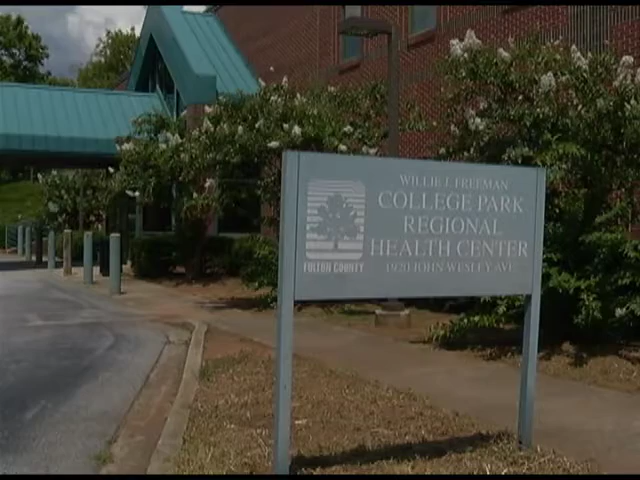 WILLIE J. FREEMAN
COLLEGE PARK
REGIONAL
HEALTH CENTER
1920 JOHN WESLEY AVE.
FULTON COUNTY